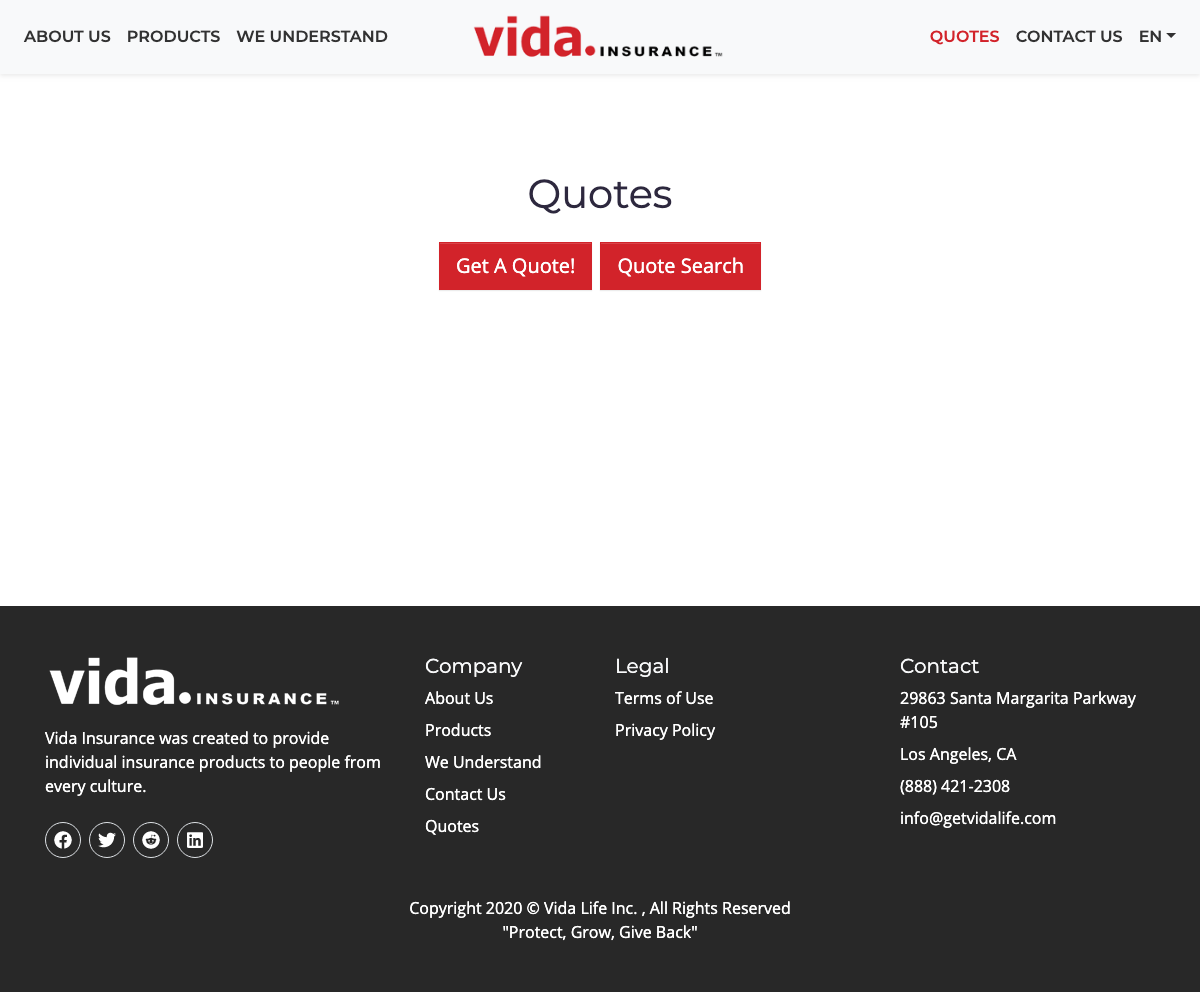 ABOUT US PRODUCTS WE UNDERSTAND vida.INSURANCE™ QUOTES CONTACT US EN
Quotes
Get A Quote! Quote Search
vida.INSURANCE™
Vida Insurance was created to provide
individual insurance products to people from
every culture.
Company
About Us
Products
We Understand
Contact Us
Quotes
Legal
Terms of Use
Privacy Policy
Contact
29863 Santa Margarita Parkway
#105
Los Angeles, CA
(888) 421-2308
info@getvidalife.com
Copyright 2020 © Vida Life Inc. , All Rights Reserved
"Protect, Grow, Give Back"